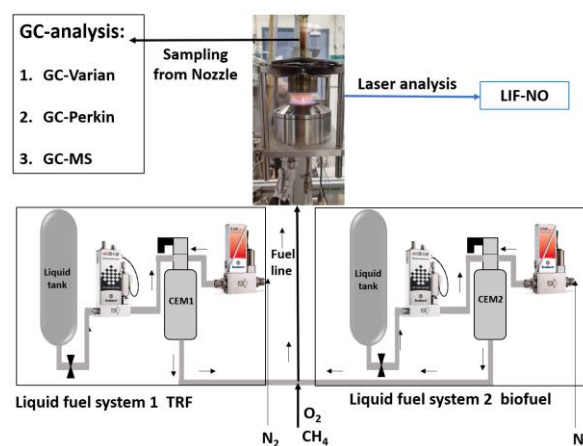 GC-analysis:
1. GC-Varian
2. GC-Perkin
3. GC-MS
Sampling
from Nozzle
Laser analysis
LIF-NO
Liquid
tank
CEM1
Fuel
line
Liquid
tank
CEM2
Liquid fuel system 1 TRF
Liquid fuel system 2 biofuel
N2
O2
CH4
N